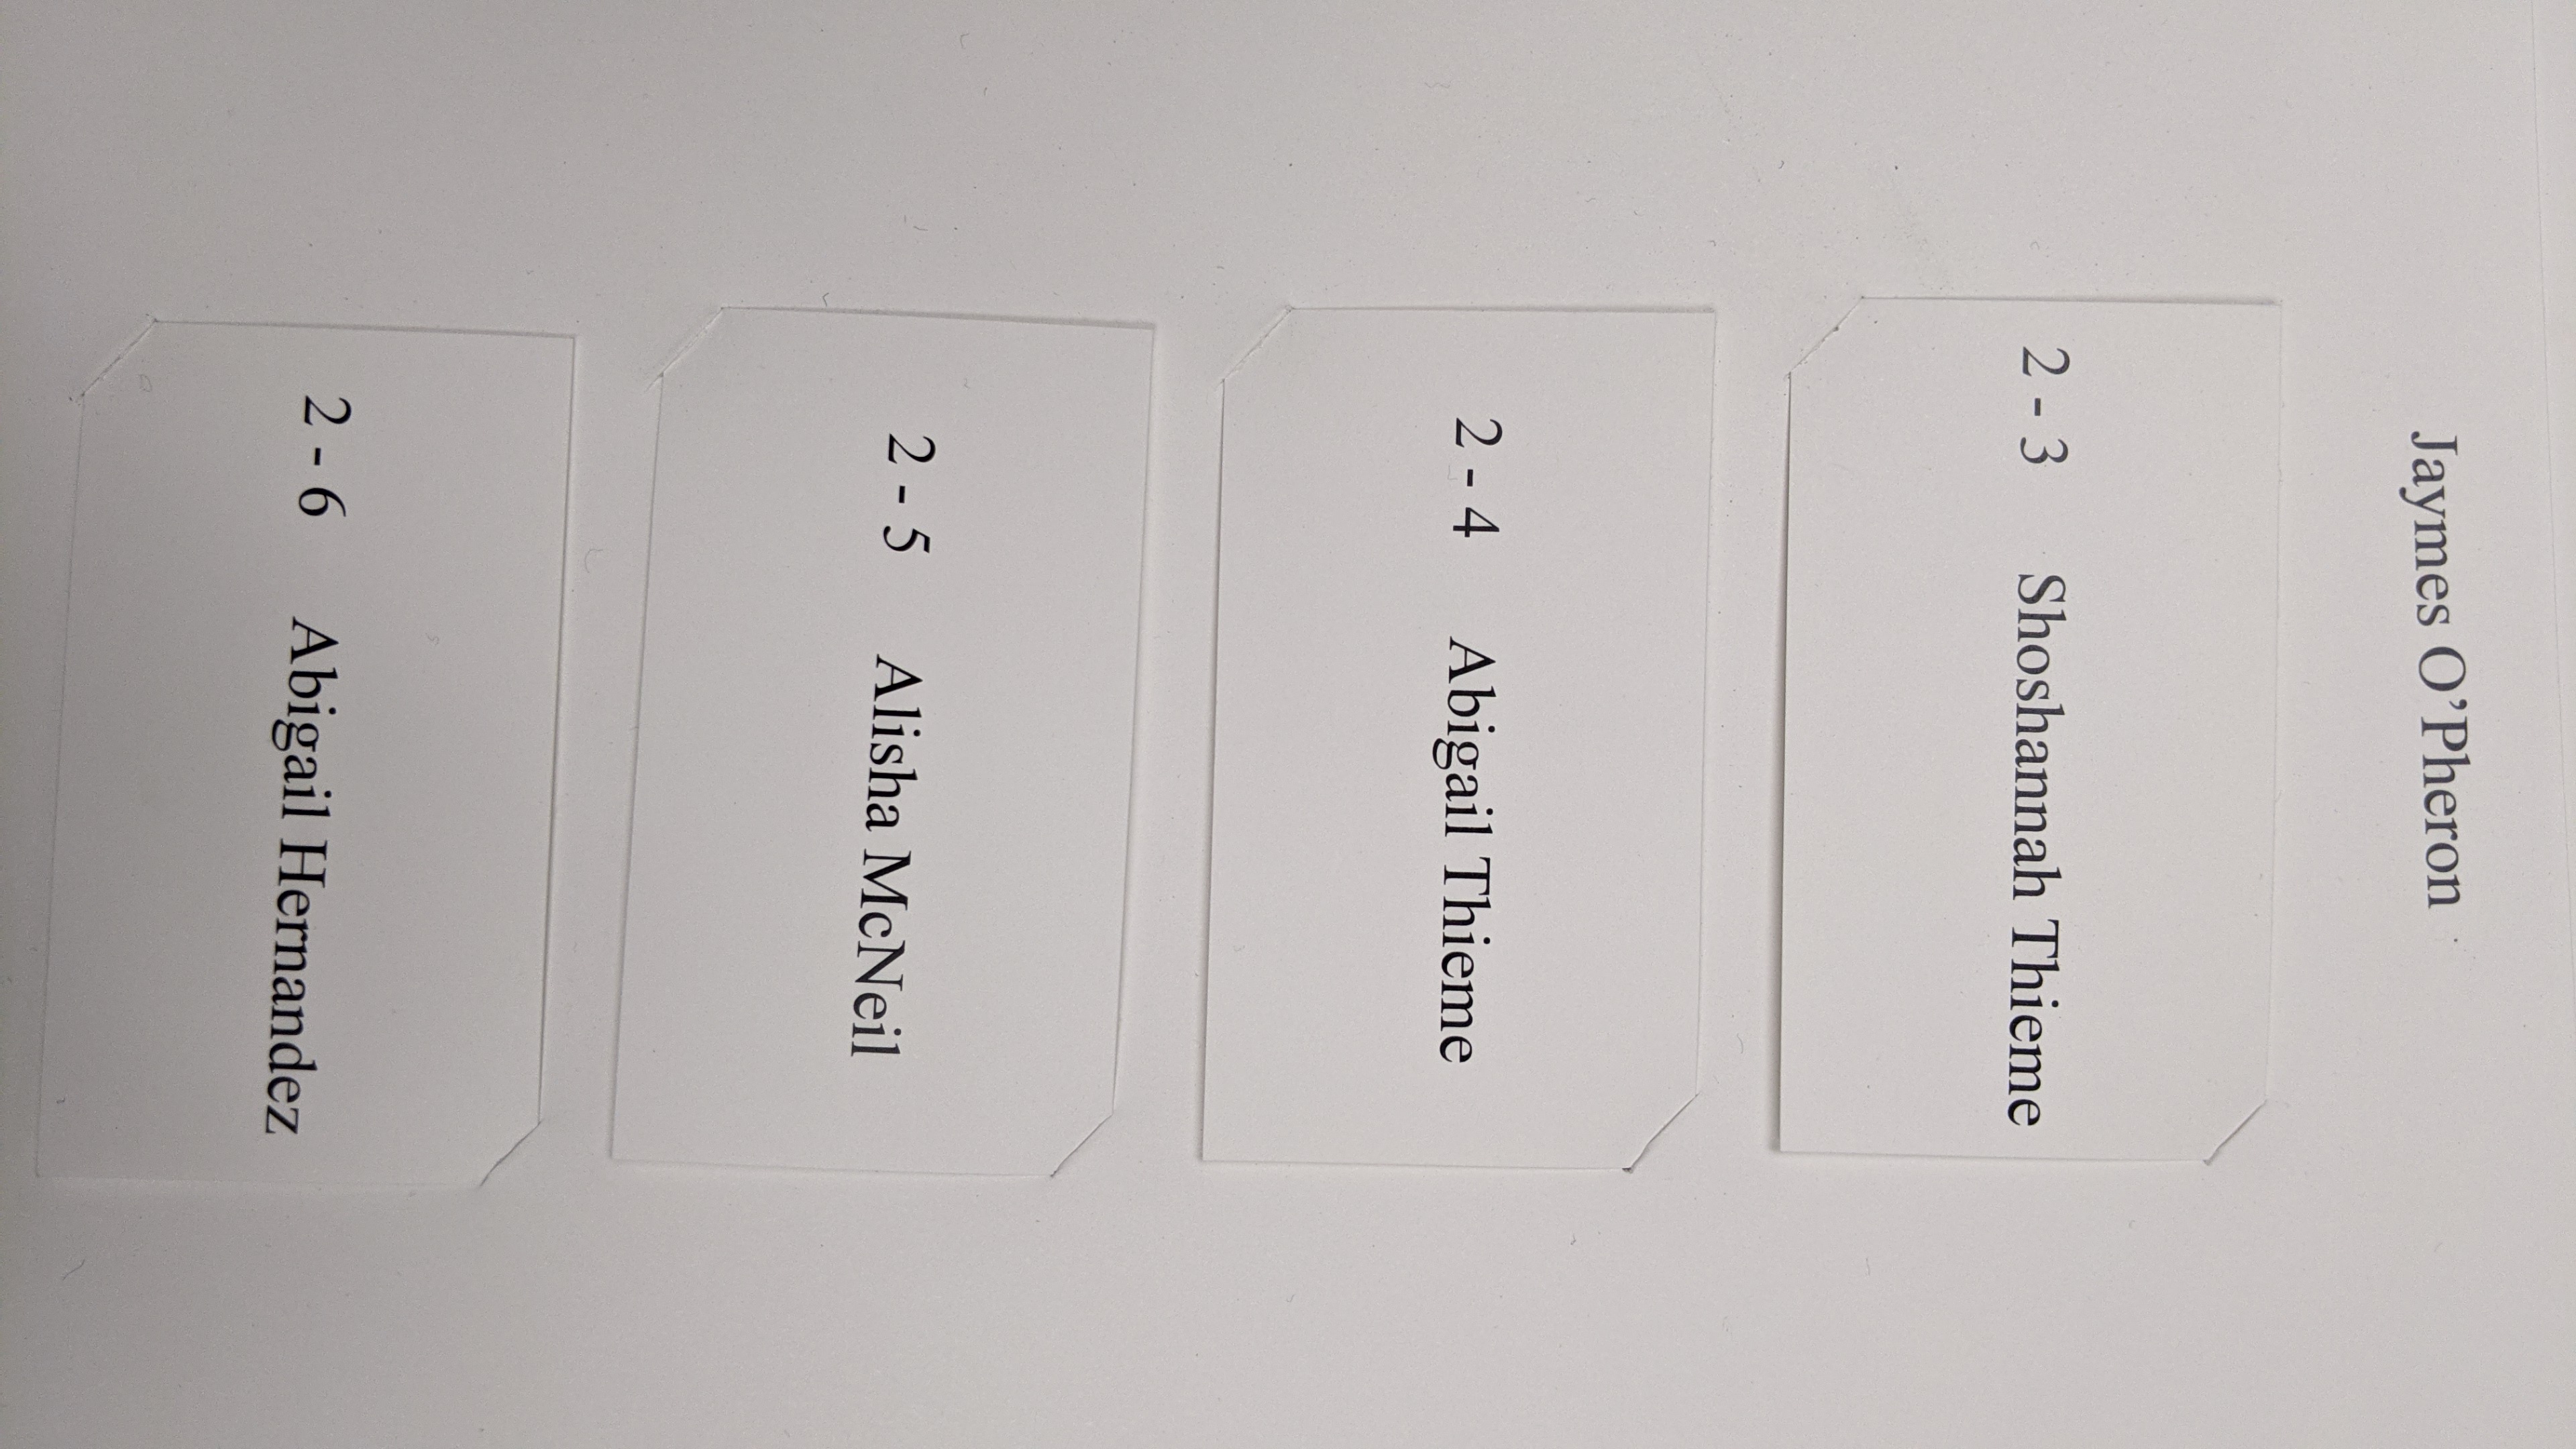 Jaymes O’Pheron
2 - 3 Shoshannah Thieme
2 - 4 Abigail Thieme
2 - 5 Alisha McNeil
2 - 6 Abigail Hernandez